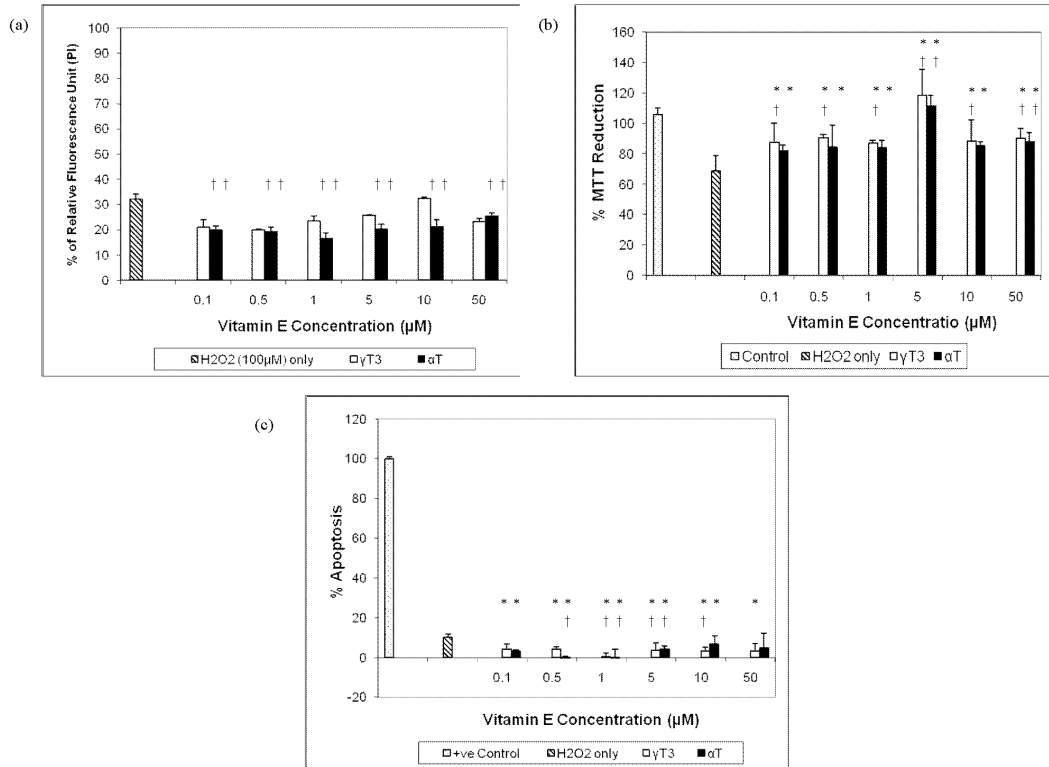 (a)
% of Relative Fluorescence Unit (PI)
100
90
80
70
60
50
40
30
20
10
0
† † † † † † † † † † † †
0.1 0.5 1 5 10 50
Vitamin E Concentration (µM)
H2O2 (100µM) only γT3 αT
(b)
% MTT Reduction
160
140
120
100
80
60
40
20
0
* *
† †
* * * * * * * * * *
† † † † † †
0.1 0.5 1 5 10 50
Vitamin E Concentratio (µM)
Control H2O2 only γT3 αT
(c)
% Apoptosis
120
100
80
60
40
20
0
-20
* * * * * * * * * * *
† † † † † †
0.1 0.5 1 5 10 50
Vitamin E Concentration (µM)
+ve Control H2O2 only γT3 αT